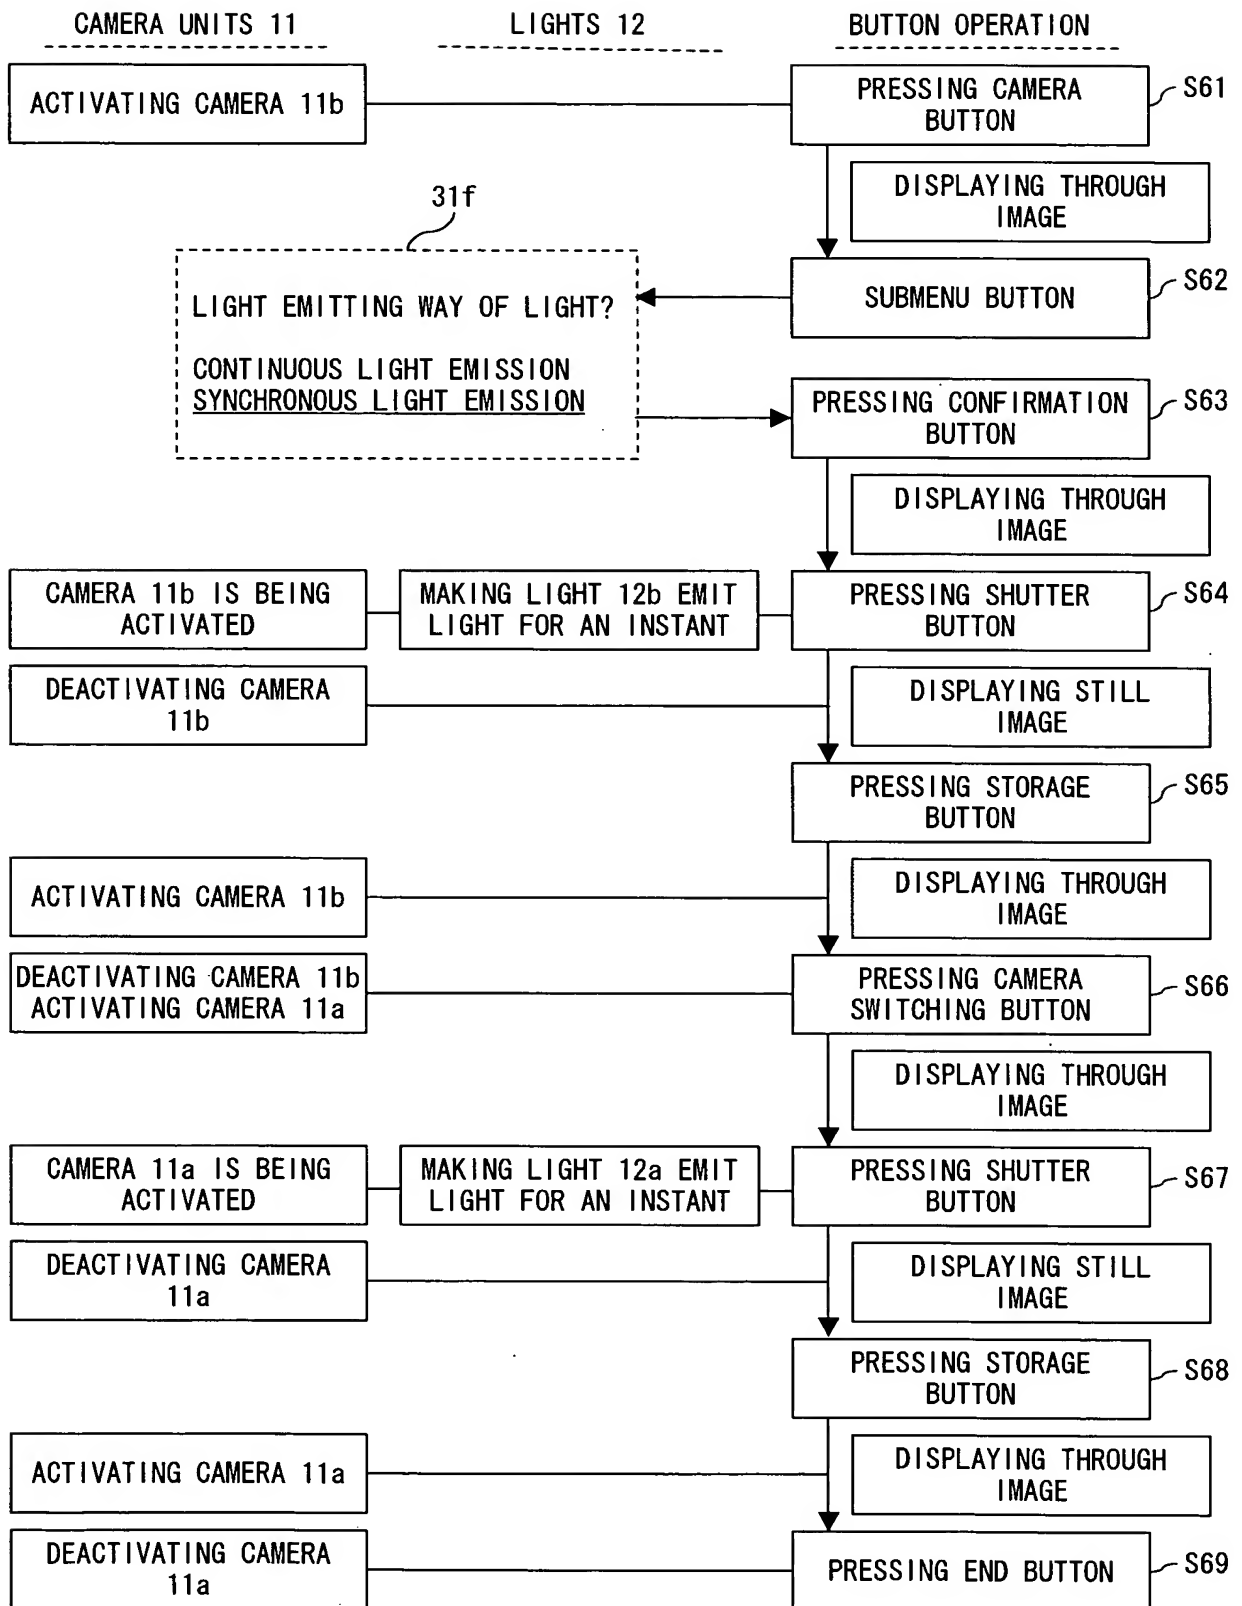 CAMERA UNITS 11
LIGHTS 12
BUTTON OPERATION
ACTIVATING CAMERA 11b
PRESSING CAMERA
BUTTON
S61
DISPLAYING THROUGH
IMAGE
31f
LIGHT EMITTING WAY OF LIGHT?
CONTINUOUS LIGHT EMISSION
SYNCHRONOUS LIGHT EMISSION
SUBMENU BUTTON
S62
PRESSING CONFIRMATION
BUTTON
S63
DISPLAYING THROUGH
IMAGE
CAMERA 11b IS BEING
ACTIVATED
MAKING LIGHT 12b EMIT
LIGHT FOR AN INSTANT
PRESSING SHUTTER
BUTTON
S64
DEACTIVATING CAMERA
11b
DISPLAYING STILL
IMAGE
PRESSING STORAGE
BUTTON
S65
ACTIVATING CAMERA 11b
DISPLAYING THROUGH
IMAGE
DEACTIVATING CAMERA 11b
ACTIVATING CAMERA 11a
PRESSING CAMERA
SWITCHING BUTTON
S66
DISPLAYING THROUGH
IMAGE
CAMERA 11a IS BEING
ACTIVATED
MAKING LIGHT 12a EMIT
LIGHT FOR AN INSTANT
PRESSING SHUTTER
BUTTON
S67
DEACTIVATING CAMERA
11a
DISPLAYING STILL
IMAGE
PRESSING STORAGE
BUTTON
S68
ACTIVATING CAMERA 11a
DISPLAYING THROUGH
IMAGE
DEACTIVATING CAMERA
11a
PRESSING END BUTTON
S69